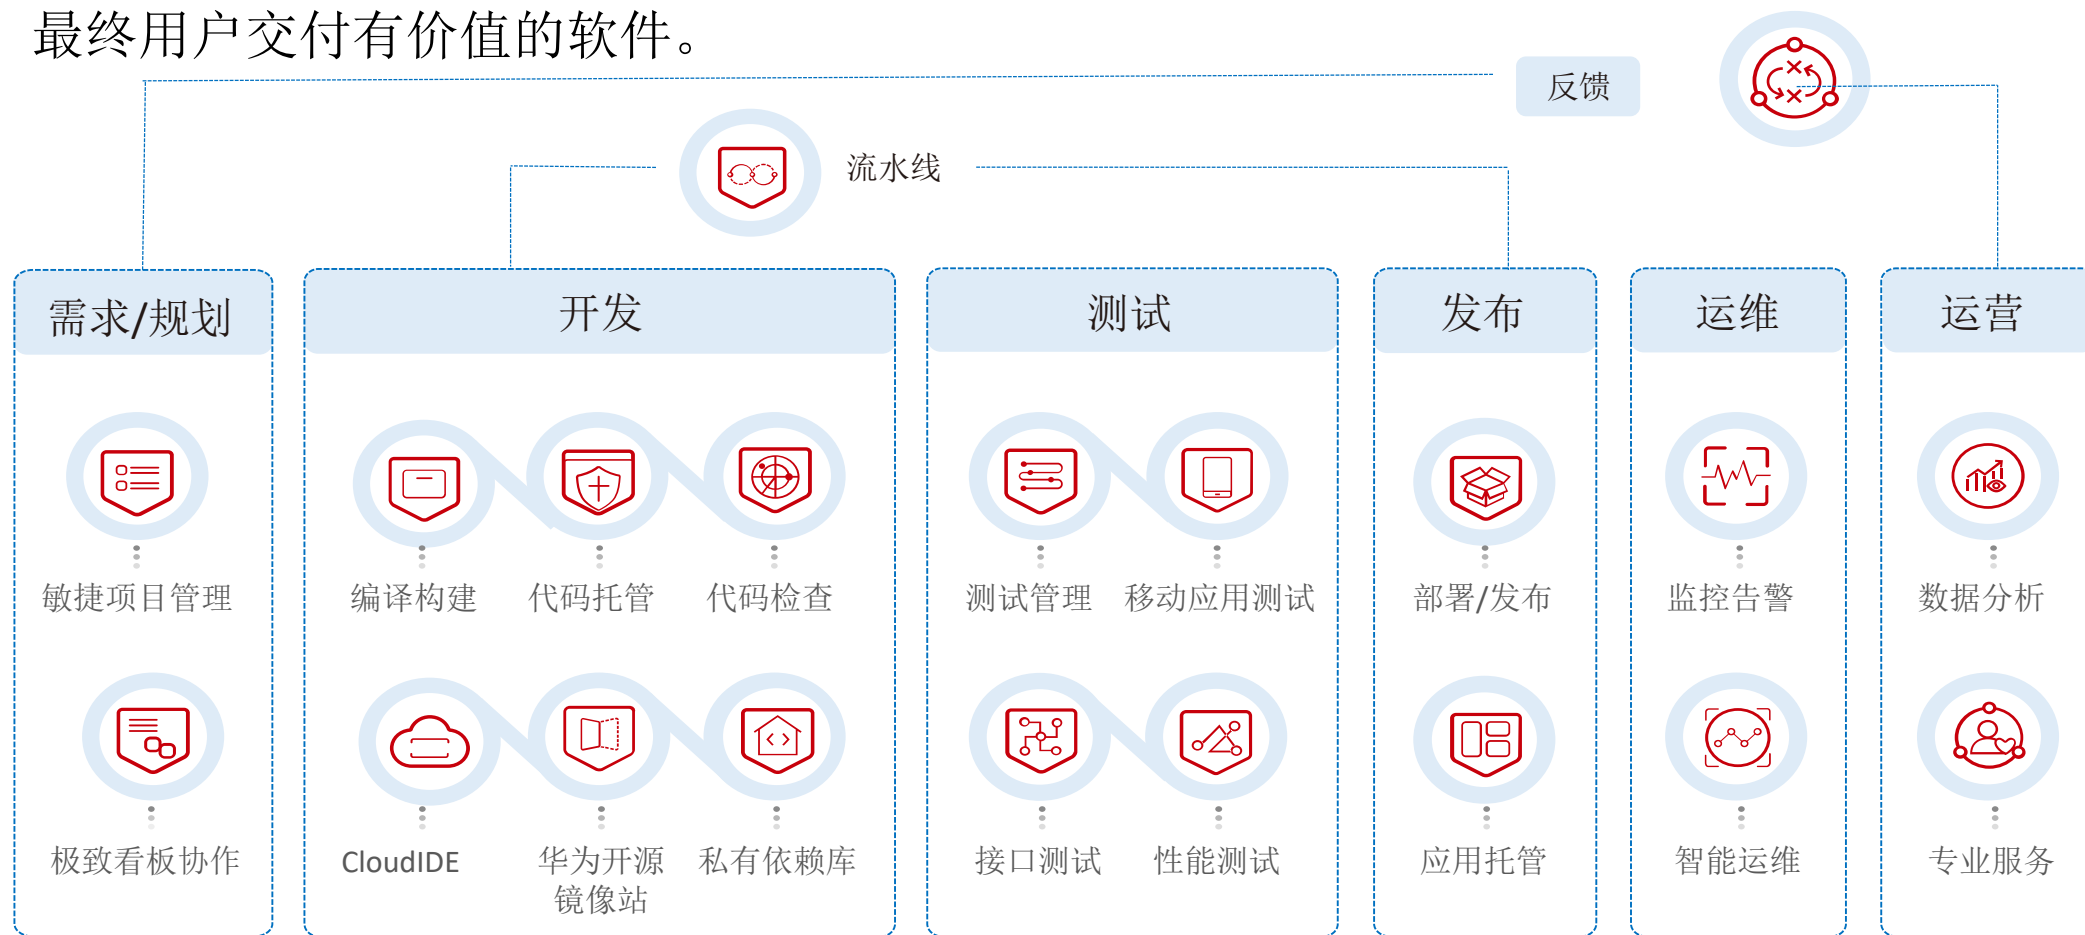 最终用户交付有价值的软件。
反馈
流水线
需求/规划
开发
测试
发布
运维
运营
敏捷项目管理
编译构建
代码托管
代码检查
测试管理
移动应用测试
部署/发布
监控告警
数据分析
极致看板协作
CloudIDE
华为开源
镜像站
私有依赖库
接口测试
性能测试
应用托管
智能运维
专业服务